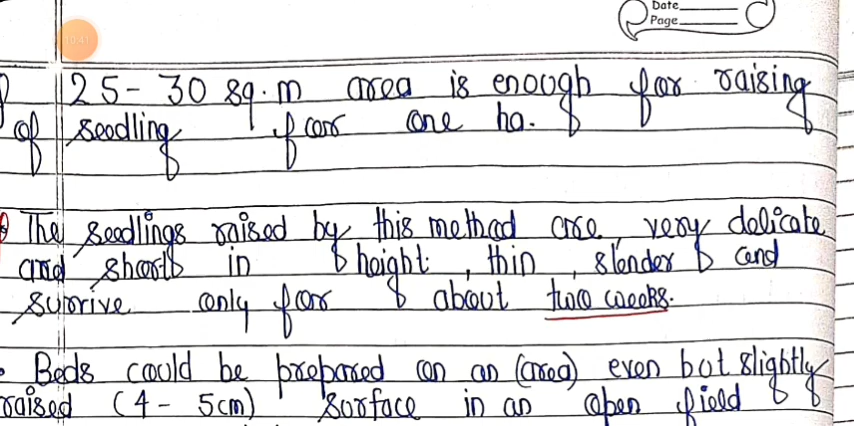 Date
Page
10:41
25- 30 sq.m area is enough for raising
of seedling for one ha.
The seedlings raised by this method are very delicate
and short in height , thin , slender and
survive only for about two weeks.
Beds could be prepared on an (area) even but slightly
raised (4 - 5cm) surface in an open field